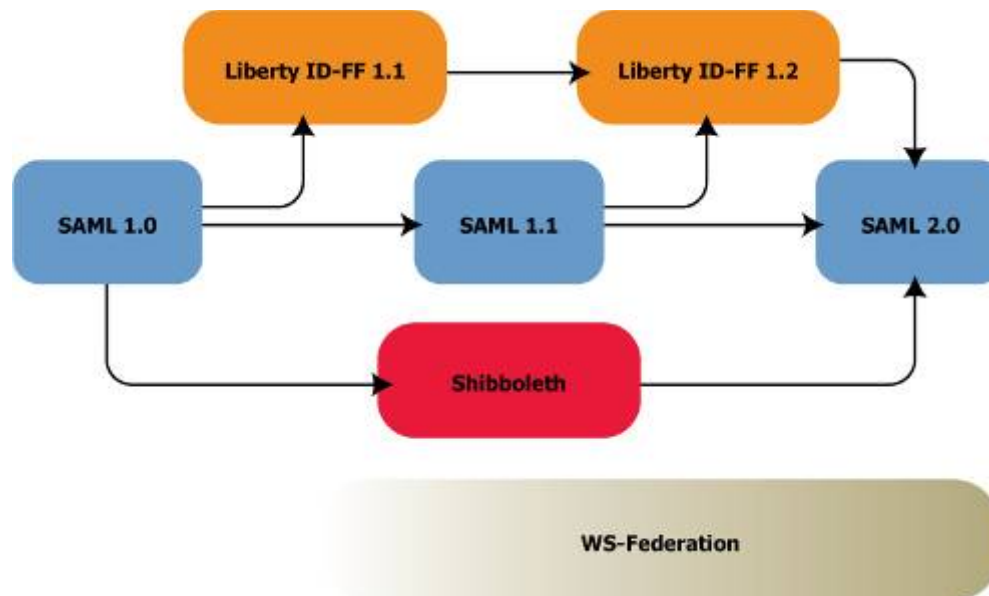 Liberty ID-FF 1.1
Liberty ID-FF 1.2
SAML 1.0
SAML 1.1
SAML 2.0
Shibboleth
WS-Federation